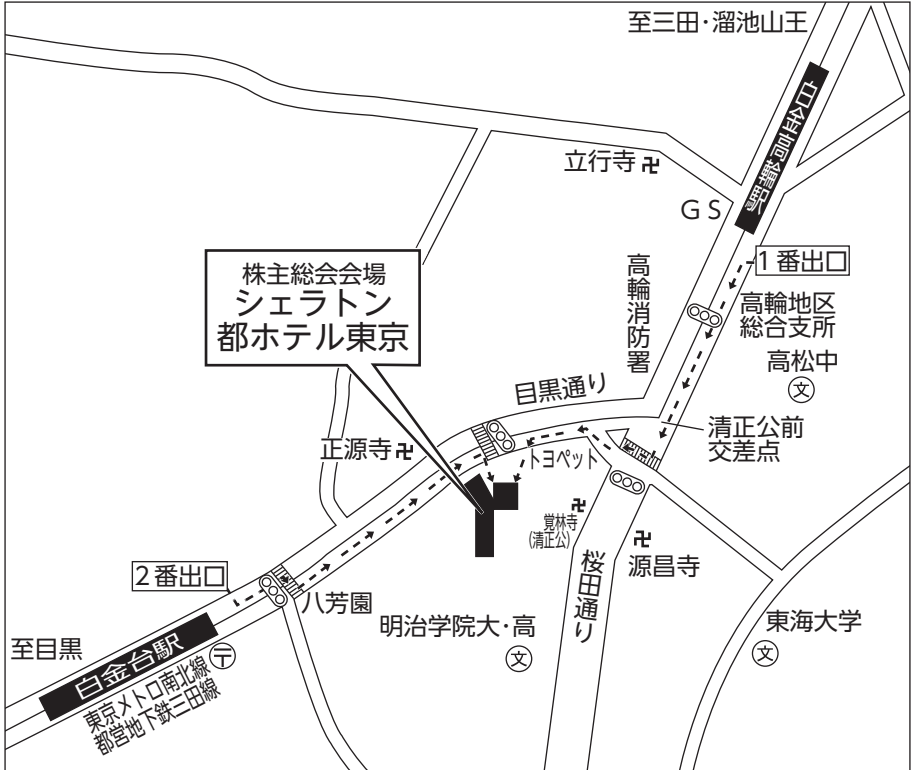 至三田・溜池山王
白金高輪駅
立行寺
ＧＳ
1番出口
高輪地区
総合支所
高輪消防署
高松中
文
株主総会会場
シェラトン
都ホテル東京
目黒通り
清正公前
交差点
トヨペット
正源寺
覚林寺
(清正公)
源昌寺
桜田通り
2番出口
八芳園
明治学院大・高
文
東海大学
文
至目黒
白金台駅
〒
東京メトロ南北線
都営地下鉄三田線